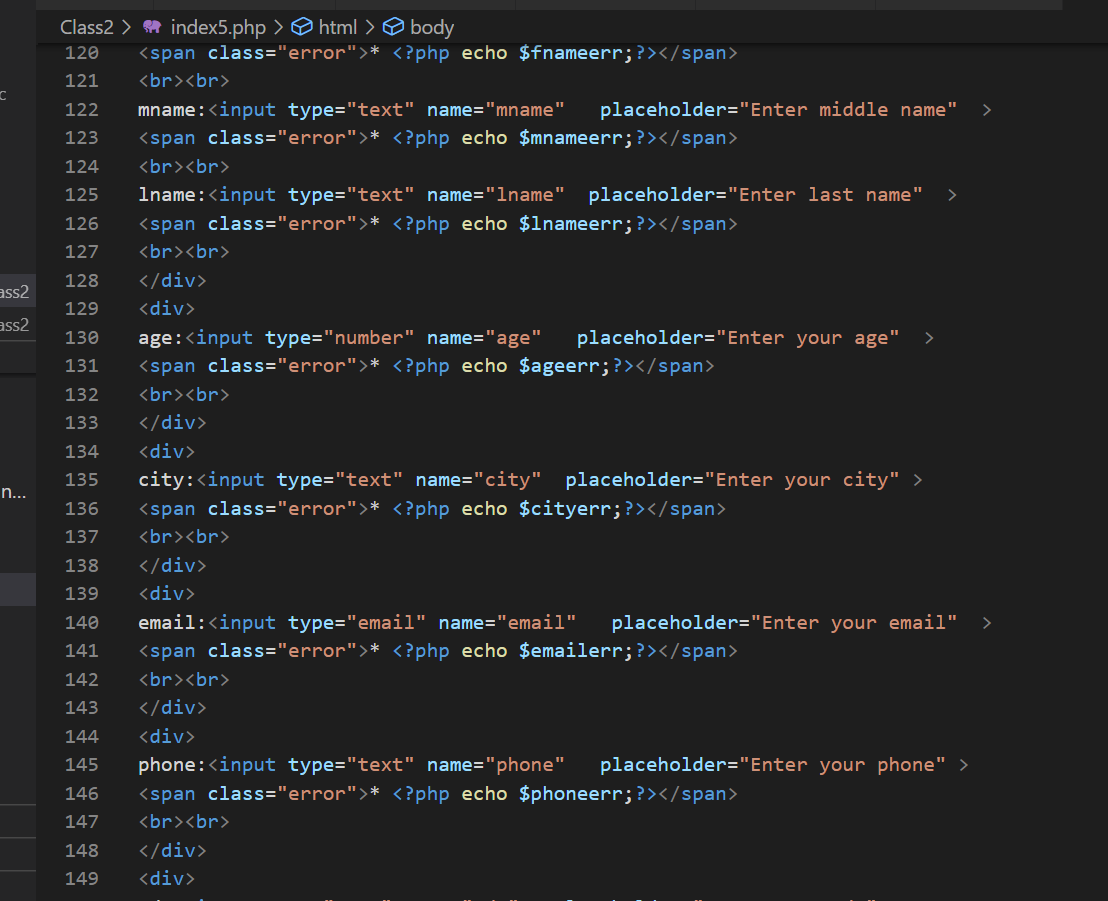 Class2 > index5.php > html > body
c
ass2
ass2
n...
120 <span class="error">* <?php echo $fnameerr;?></span>
121 <br><br>
122 mname:<input type="text" name="mname"   placeholder="Enter middle name"  >
123 <span class="error">* <?php echo $mnameerr;?></span>
124 <br><br>
125 lname:<input type="text" name="lname"  placeholder="Enter last name"  >
126 <span class="error">* <?php echo $lnameerr;?></span>
127 <br><br>
128 </div>
129 <div>
130 age:<input type="number" name="age"   placeholder="Enter your age"  >
131 <span class="error">* <?php echo $ageerr;?></span>
132 <br><br>
133 </div>
134 <div>
135 city:<input type="text" name="city"  placeholder="Enter your city" >
136 <span class="error">* <?php echo $cityerr;?></span>
137 <br><br>
138 </div>
139 <div>
140 email:<input type="email" name="email"   placeholder="Enter your email"  >
141 <span class="error">* <?php echo $emailerr;?></span>
142 <br><br>
143 </div>
144 <div>
145 phone:<input type="text" name="phone"   placeholder="Enter your phone" >
146 <span class="error">* <?php echo $phoneerr;?></span>
147 <br><br>
148 </div>
149 <div>